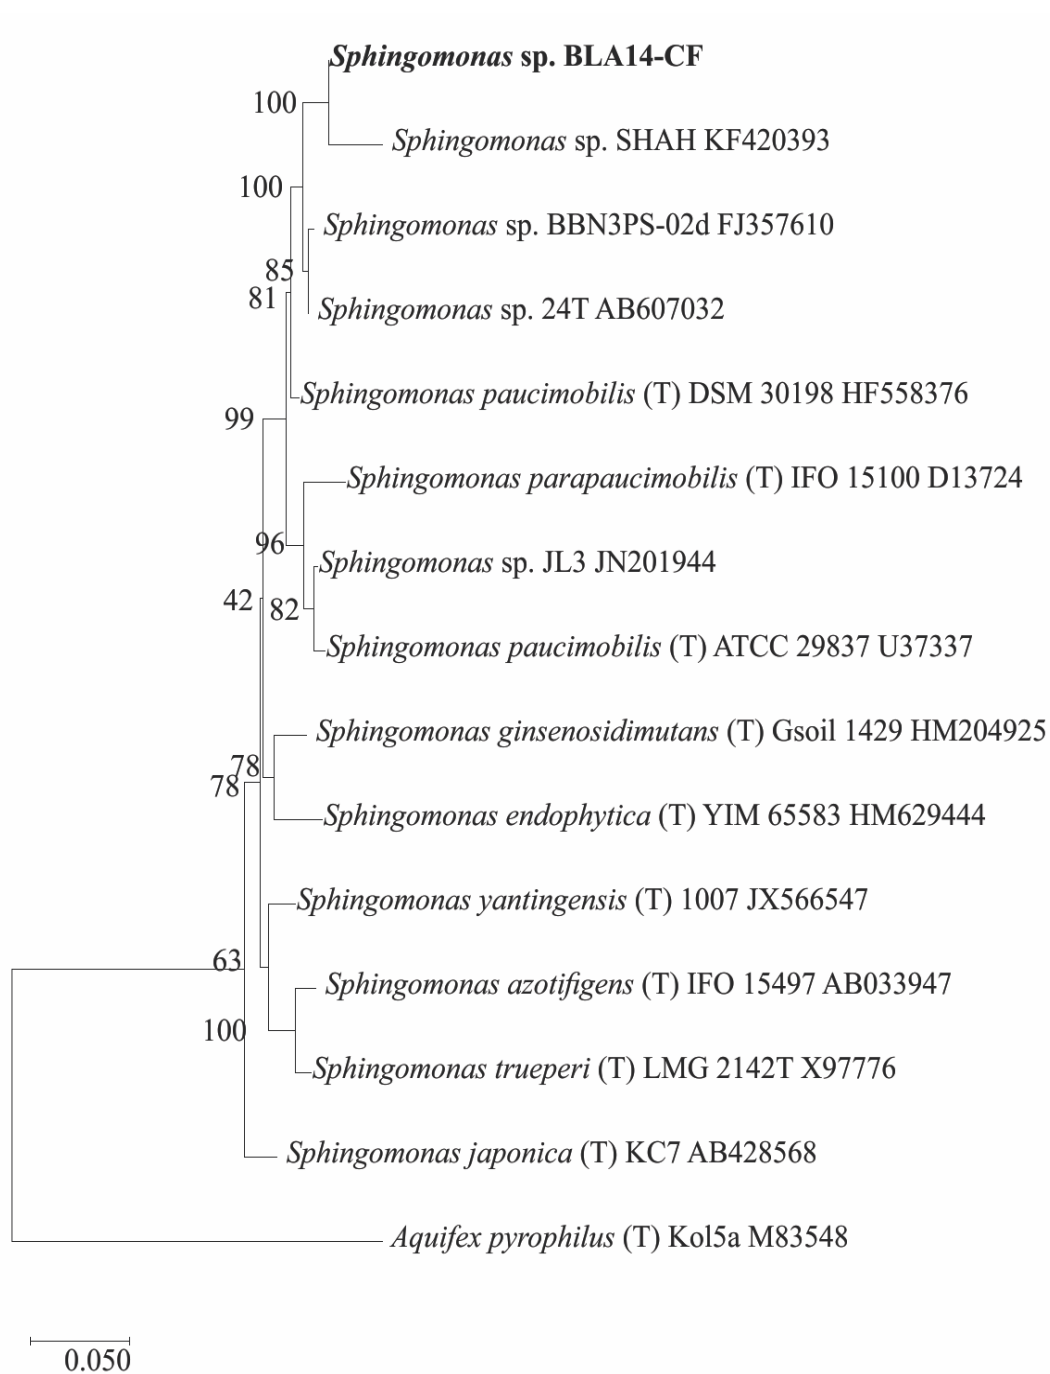 Sphingomonas sp. BLA14-CF
100
Sphingomonas sp. SHAH KF420393
100
Sphingomonas sp. BBN3PS-02d FJ357610
85
81
Sphingomonas sp. 24T AB607032
Sphingomonas paucimobilis (T) DSM 30198 HF558376
99
Sphingomonas parapaucimobilis (T) IFO 15100 D13724
96
Sphingomonas sp. JL3 JN201944
42
82
Sphingomonas paucimobilis (T) ATCC 29837 U37337
Sphingomonas ginsenosidimutans (T) Gsoil 1429 HM204925
78
78
Sphingomonas endophytica (T) YIM 65583 HM629444
Sphingomonas yantingensis (T) 1007 JX566547
63
Sphingomonas azotifigens (T) IFO 15497 AB033947
100
Sphingomonas trueperi (T) LMG 2142T X97776
Sphingomonas japonica (T) KC7 AB428568
Aquifex pyrophilus (T) Kol5a M83548
0.050